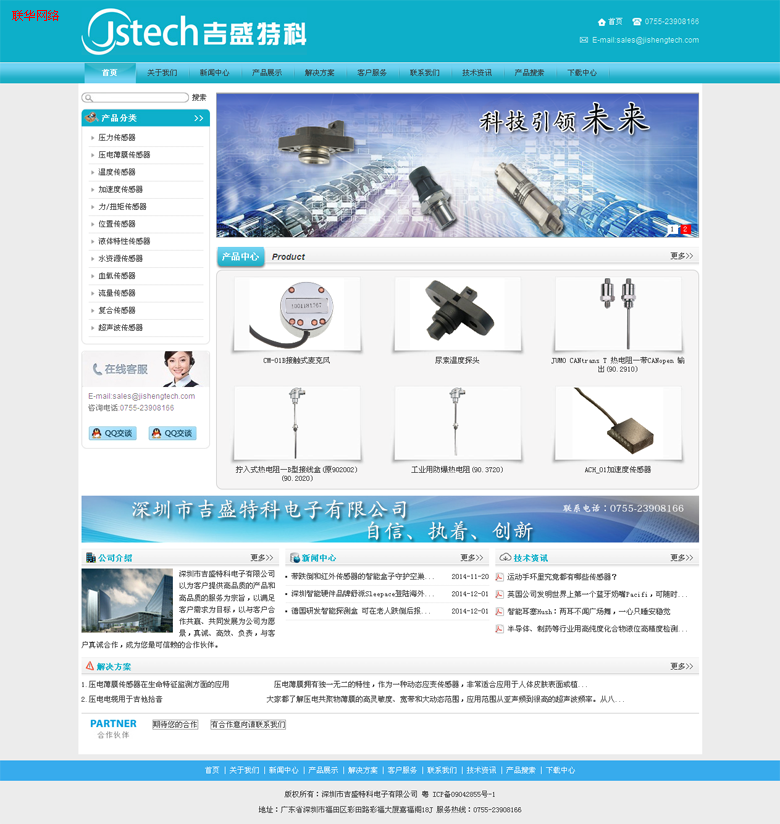 联华网络
Jstech吉盛特科
首页 0755-23908166
E-mail:sales@jishengtech.com
首页 关于我们 新闻中心 产品展示 解决方案 客户服务 联系我们 技术资讯 产品搜索 下载中心
搜索
产品分类 >>
压力传感器
压电薄膜传感器
温度传感器
加速度传感器
力/扭矩传感器
位置传感器
液体特性传感器
水资源传感器
血氧传感器
流量传感器
复合传感器
超声波传感器
在线客服
E-mail:sales@jishengtech.com
咨询电话:0755-23908166
QQ交谈 QQ交谈
科技引领未来
1 2
产品中心 Product 更多>>
CM-01B接触式麦克风 尿素温度探头 JUMO CANtrans T 热电阻一带CANopen 输
出(90.2910)
拧入式热电阻一B型接线盒(原902002) 工业用防爆热电阻(90.3720) ACH_01加速度传感器
(90.2020)
深圳市吉盛特科电子有限公司 联系电话:0755-23908166
自信、执着、创新
公司介绍 更多>>
深圳市吉盛特科电子有限公司
以为客户提供高品质的产品和
高品质的服务为宗旨，以满足
客户需求为目标，以与客户合
作共赢、共同发展为公司为愿
景，真诚、高效、负责，与客
户真诚合作，成为您最可信赖的合作伙伴。
新闻中心 更多>>
带跌倒和红外传感器的智能盒子守护空巢... 2014-11-20
深圳智能硬件品牌舒派Sleepace登陆海外... 2014-12-01
德国研发智能探测盒 可在老人跌倒后报... 2014-12-01
技术资讯 更多>>
运动手环里究竟都有哪些传感器？
英国公司发明世界上第一个蓝牙奶嘴Pacifi，可随时...
智能耳塞Hush：两耳不闻广场舞，一心只睡安稳觉
半导体、制药等行业用高纯度化合物液位高精度检测...
解决方案 更多>>
1.压电薄膜传感器在生命特征监测方面的应用 压电薄膜拥有独一无二的特性，作为一种动态应变传感器，非常适合应用于人体皮肤表面或植...
2.压电电缆用于吉他拾音 大家都了解压电共聚物薄膜的高灵敏度、宽带和大动态范围，应用范围从亚声频到很高的超声波频率。从八...
PARTNER 期待您的合作 有合作意向请联系我们
合作伙伴
首页 | 关于我们 | 新闻中心 | 产品展示 | 解决方案 | 客户服务 | 联系我们 | 技术资讯 | 产品搜索 | 下载中心
版权所有：深圳市吉盛特科电子有限公司 粤 ICP备09042855号-1
地址：广东省深圳市福田区彩田路彩福大厦嘉福阁18J 服务热线：0755-23908166